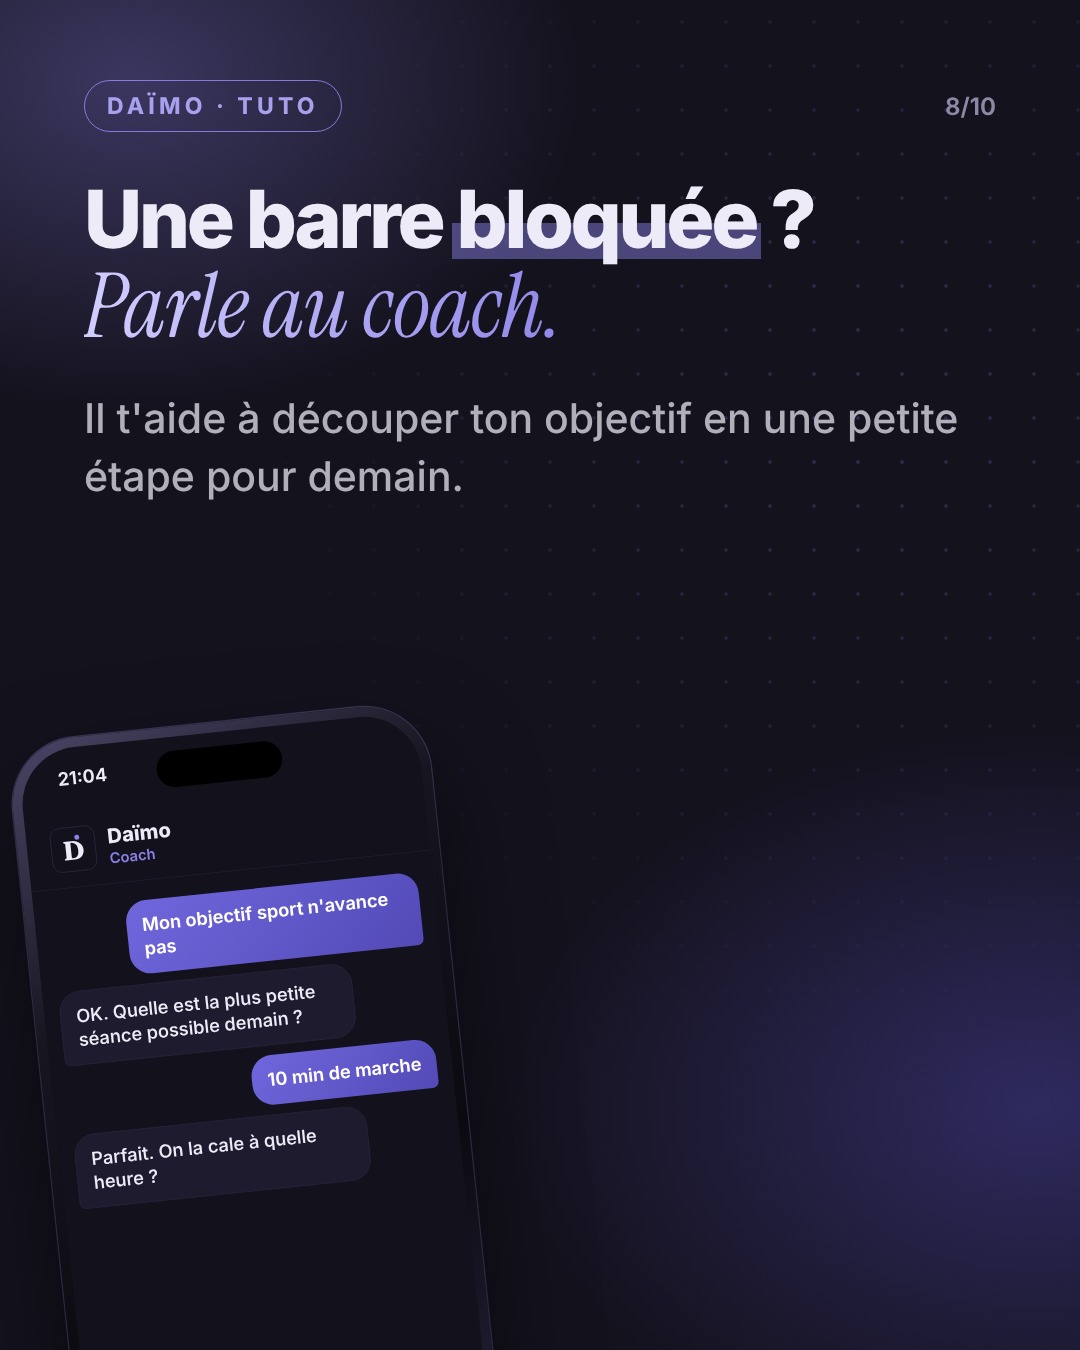 DAÏMO · TUTO
8/10
Une barre bloquée ?
Parle au coach.
Il t'aide à découper ton objectif en une petite
étape pour demain.
21:04
D
Daïmo
Coach
Mon objectif sport n'avance
pas
OK. Quelle est la plus petite
séance possible demain ?
10 min de marche
Parfait. On la cale à quelle
heure ?